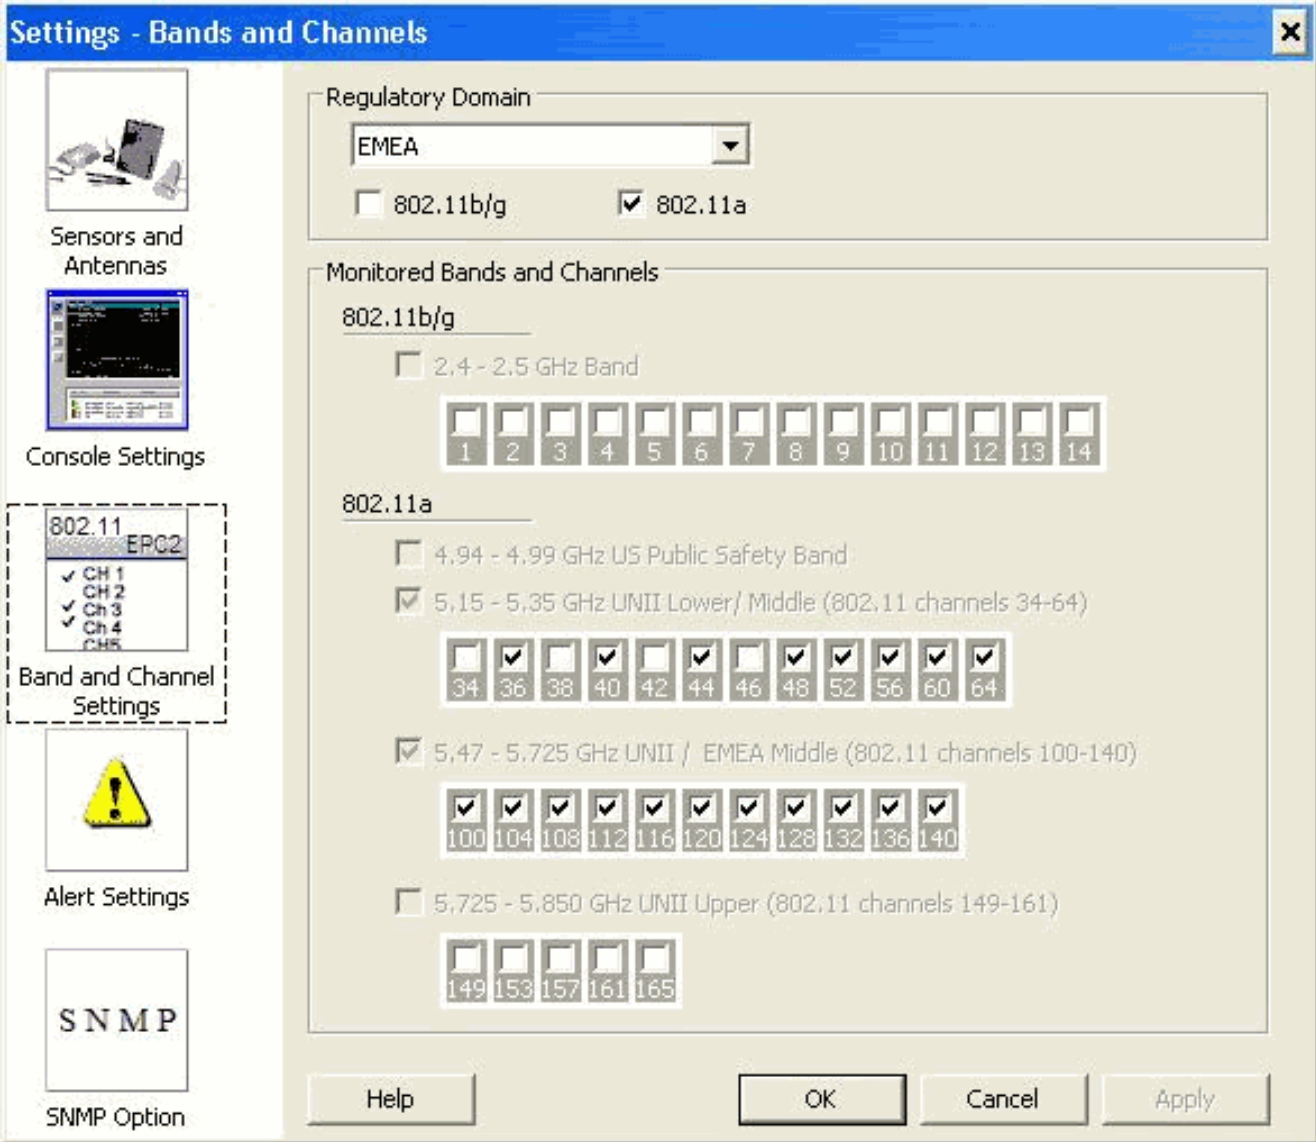 Settings - Bands and Channels
Sensors and
Antennas
Console Settings
802.11
EPC2
CH 1
CH 2
Ch 3
Ch 4
CH5
Band and Channel
Settings
Alert Settings
SNMP
SNMP Option
Regulatory Domain
EMEA
802.11b/g 802.11a
Monitored Bands and Channels
802.11b/g
2.4 - 2.5 GHz Band
1 2 3 4 5 6 7 8 9 10 11 12 13 14
802.11a
4.94 - 4.99 GHz US Public Safety Band
5.15 - 5.35 GHz UNII Lower/ Middle (802.11 channels 34-64)
34 36 38 40 42 44 46 48 52 56 60 64
5.47 - 5.725 GHz UNII / EMEA Middle (802.11 channels 100-140)
100 104 108 112 116 120 124 128 132 136 140
5.725 - 5.850 GHz UNII Upper (802.11 channels 149-161)
149 153 157 161 165
Help OK Cancel Apply